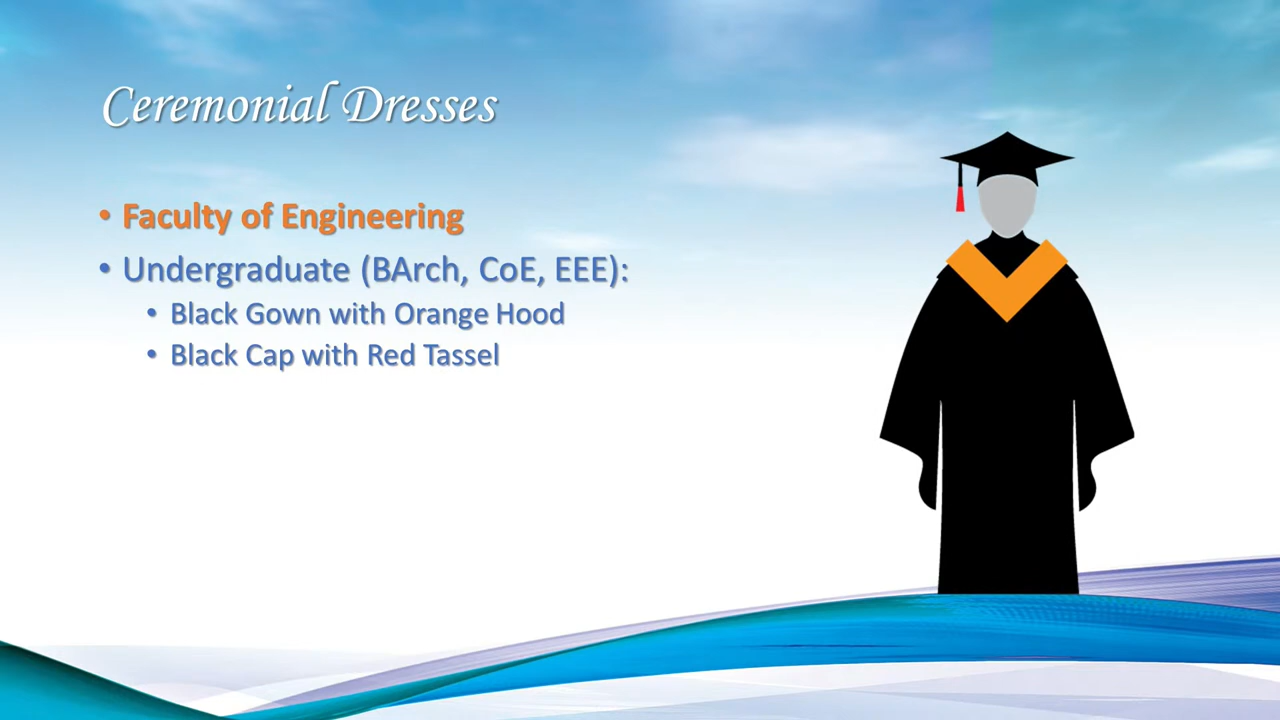 Ceremonial Dresses
• Faculty of Engineering
• Undergraduate (BArch, CoE, EEE):
• Black Gown with Orange Hood
• Black Cap with Red Tassel